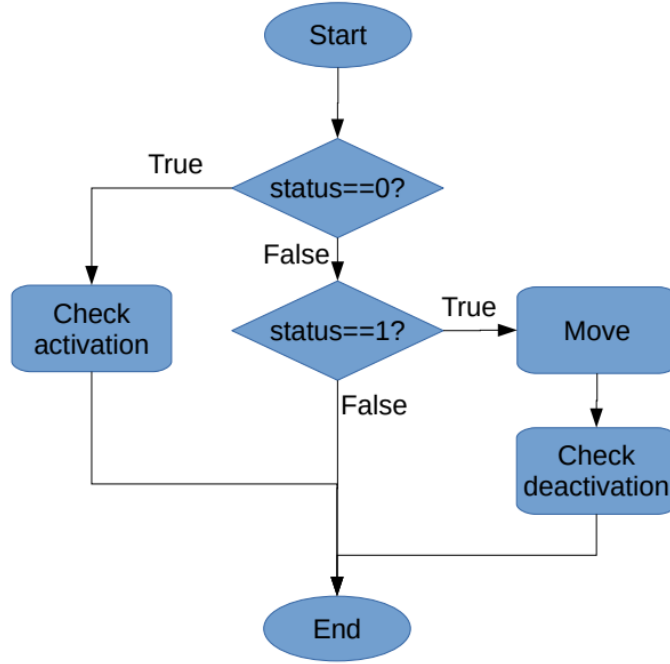 Start
True
status==0?
False
Check
activation
status==1?
True
Move
False
Check
deactivation
End